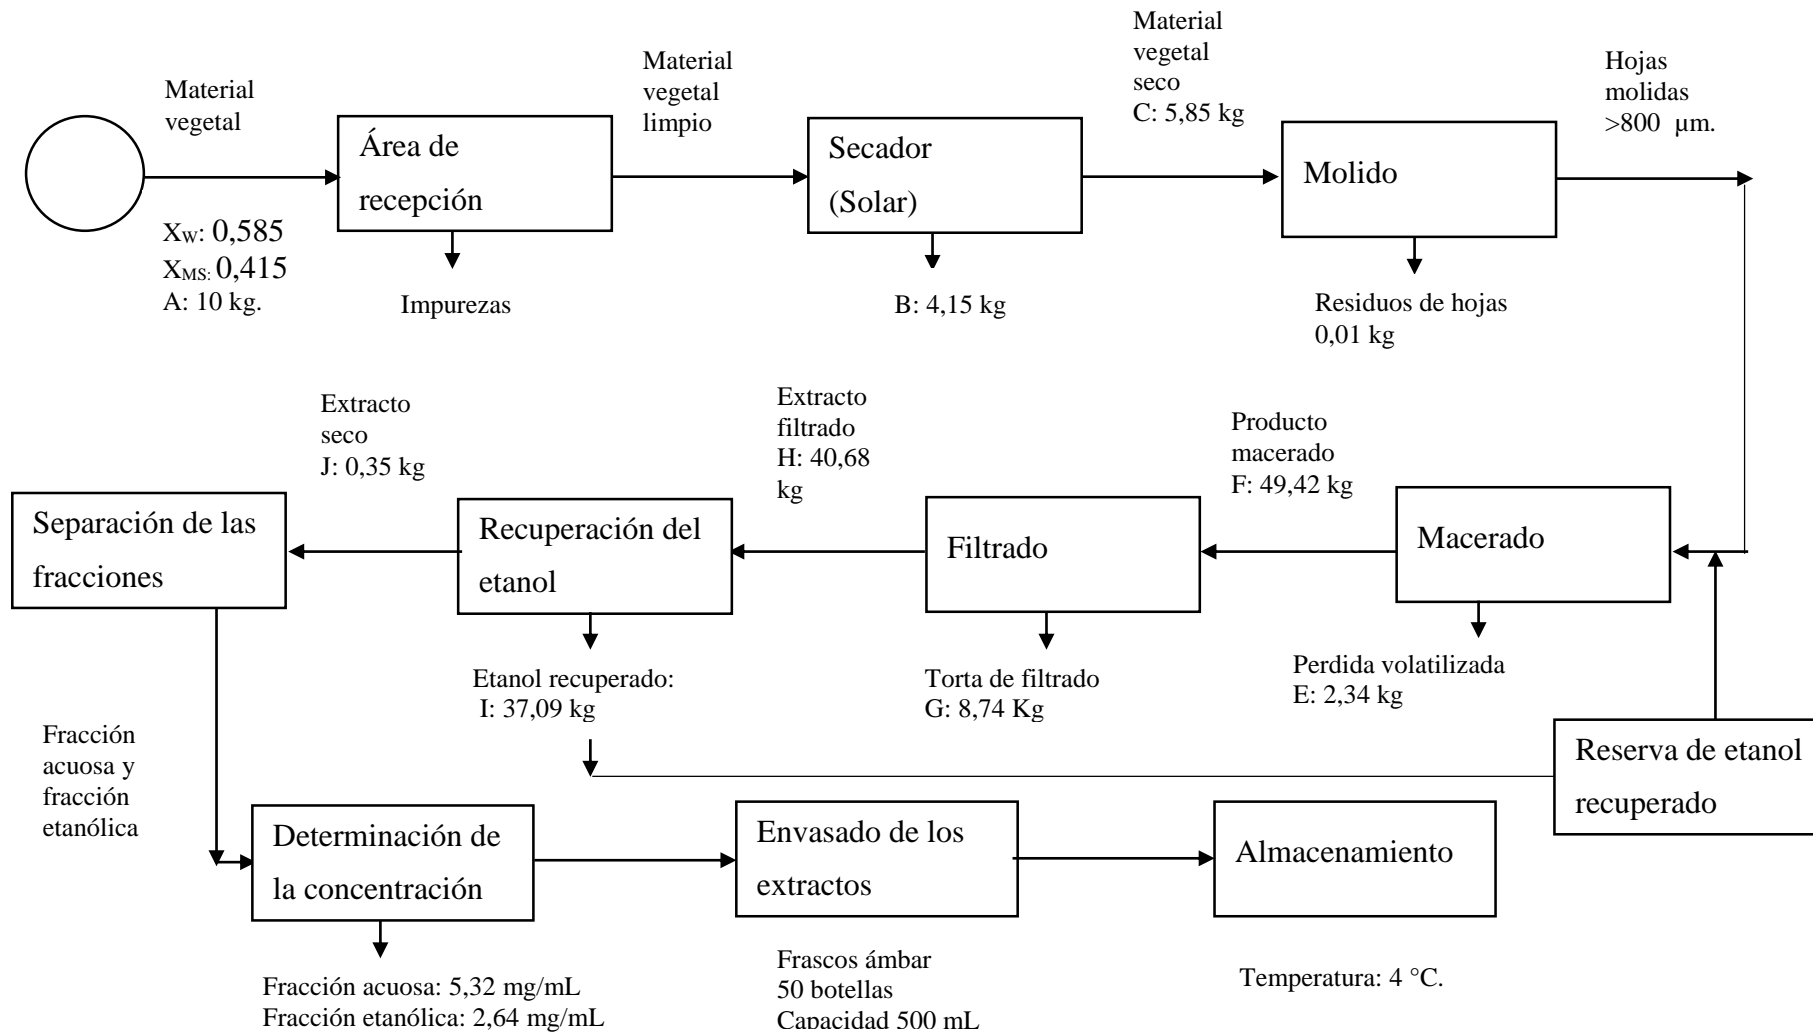 Material
vegetal
Área de
recepción
X_W: 0,585
X_MS: 0,415
A: 10 kg.
Impurezas
Material
vegetal
limpio
Secador
(Solar)
B: 4,15 kg
Material
vegetal
seco
C: 5,85 kg
Molido
Residuos de hojas
0,01 kg
Hojas
molidas
>800 µm.
Macerado
Perdida volatilizada
E: 2,34 kg
Producto
macerado
F: 49,42 kg
Filtrado
Torta de filtrado
G: 8,74 Kg
Extracto
filtrado
H: 40,68
kg
Recuperación del
etanol
Etanol recuperado:
I: 37,09 kg
Reserva de etanol
recuperado
Extracto
seco
J: 0,35 kg
Separación de las
fracciones
Fracción
acuosa y
fracción
etanólica
Determinación de
la concentración
Fracción acuosa: 5,32 mg/mL
Fracción etanólica: 2,64 mg/mL
Envasado de los
extractos
Frascos ámbar
50 botellas
Capacidad 500 mL
Almacenamiento
Temperatura: 4 °C.